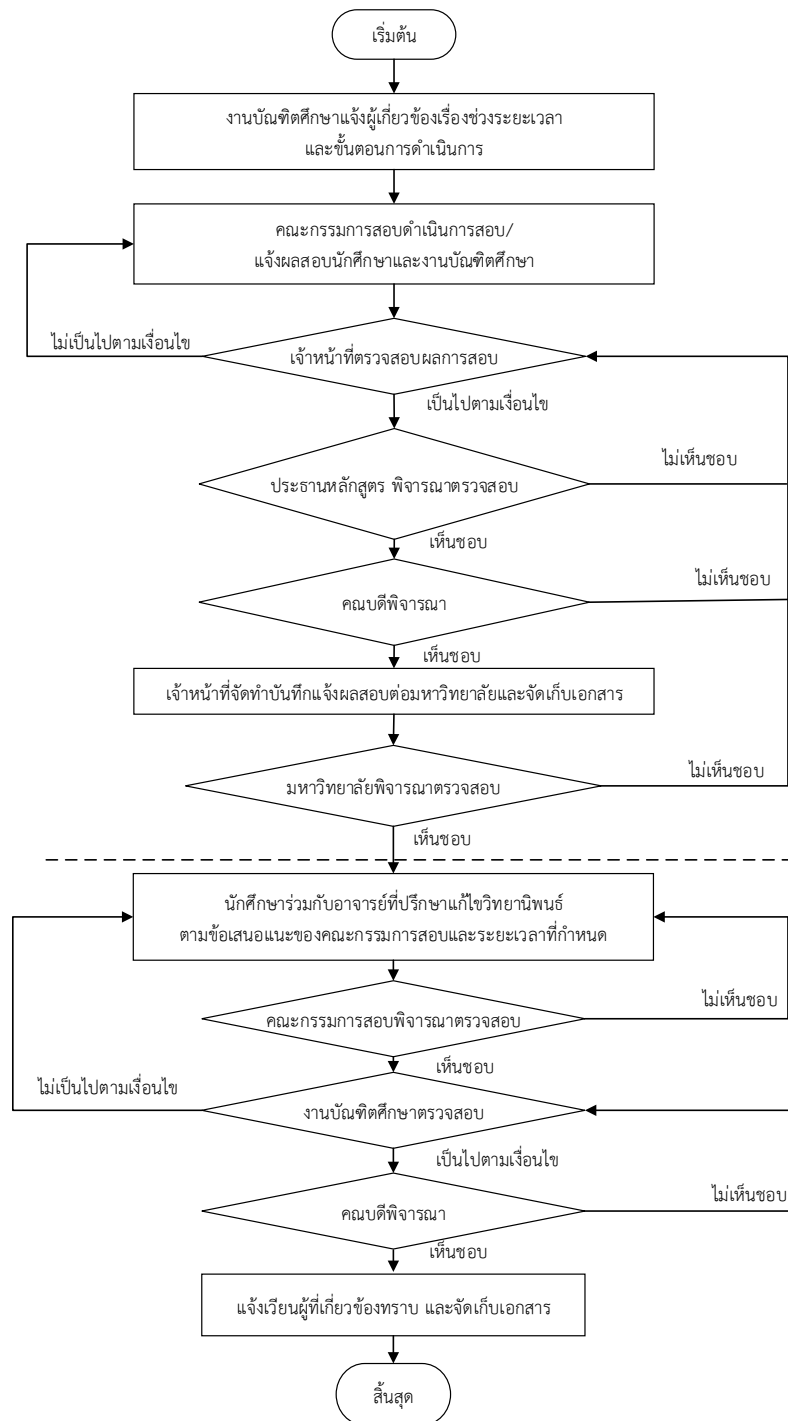 เริ่มต้น
งานบัณฑิตศึกษาแจ้งผู้เกี่ยวข้องเรื่องช่วงระยะเวลา
และขั้นตอนการดำเนินการ
คณะกรรมการสอบดำเนินการสอบ/
แจ้งผลสอบนักศึกษาและงานบัณฑิตศึกษา
ไม่เป็นไปตามเงื่อนไข
เจ้าหน้าที่ตรวจสอบผลการสอบ
เป็นไปตามเงื่อนไข
ไม่เห็นชอบ
ประธานหลักสูตร พิจารณาตรวจสอบ
เห็นชอบ
ไม่เห็นชอบ
คณบดีพิจารณา
เห็นชอบ
เจ้าหน้าที่จัดทำบันทึกแจ้งผลสอบต่อมหาวิทยาลัยและจัดเก็บเอกสาร
ไม่เห็นชอบ
มหาวิทยาลัยพิจารณาตรวจสอบ
เห็นชอบ
นักศึกษาร่วมกับอาจารย์ที่ปรึกษาแก้ไขวิทยานิพนธ์
ตามข้อเสนอแนะของคณะกรรมการสอบและระยะเวลาที่กำหนด
ไม่เห็นชอบ
คณะกรรมการสอบพิจารณาตรวจสอบ
เห็นชอบ
ไม่เป็นไปตามเงื่อนไข
งานบัณฑิตศึกษาตรวจสอบ
เป็นไปตามเงื่อนไข
ไม่เห็นชอบ
คณบดีพิจารณา
เห็นชอบ
แจ้งเวียนผู้ที่เกี่ยวข้องทราบ และจัดเก็บเอกสาร
สิ้นสุด